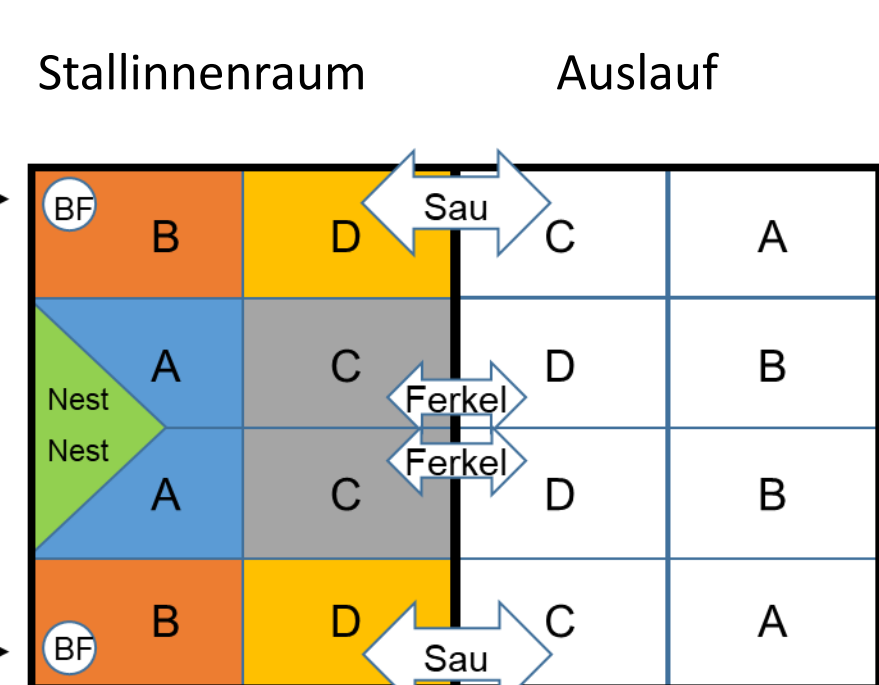 Stallinnenraum Auslauf
BF B D Sau C A
A C D B
Nest Ferkel
Nest Ferkel
A C D B
BF B D Sau C A